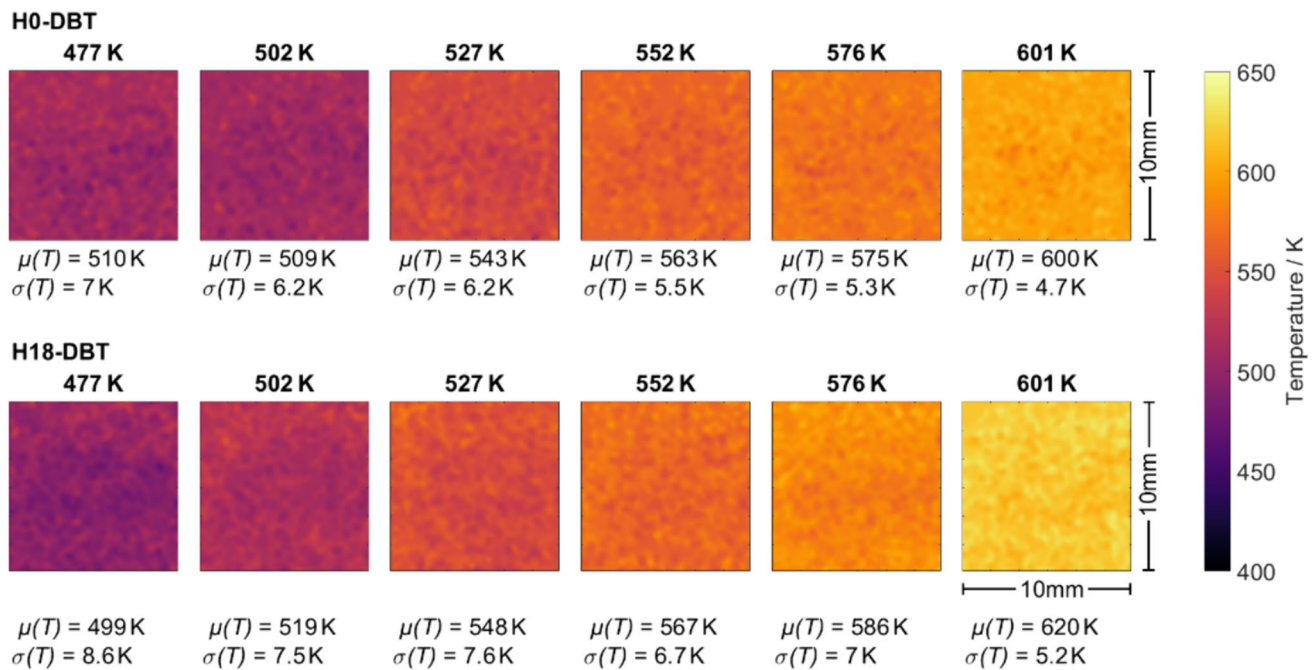 H0-DBT
477 K 502 K 527 K 552 K 576 K 601 K
10mm
μ(T) = 510 K μ(T) = 509 K μ(T) = 543 K μ(T) = 563 K μ(T) = 575 K μ(T) = 600 K
σ(T) = 7 K σ(T) = 6.2 K σ(T) = 6.2 K σ(T) = 5.5 K σ(T) = 5.3 K σ(T) = 4.7 K
H18-DBT
477 K 502 K 527 K 552 K 576 K 601 K
10mm
10mm
μ(T) = 499 K μ(T) = 519 K μ(T) = 548 K μ(T) = 567 K μ(T) = 586 K μ(T) = 620 K
σ(T) = 8.6 K σ(T) = 7.5 K σ(T) = 7.6 K σ(T) = 6.7 K σ(T) = 7 K σ(T) = 5.2 K
650
600
550
500
450
400
Temperature / K